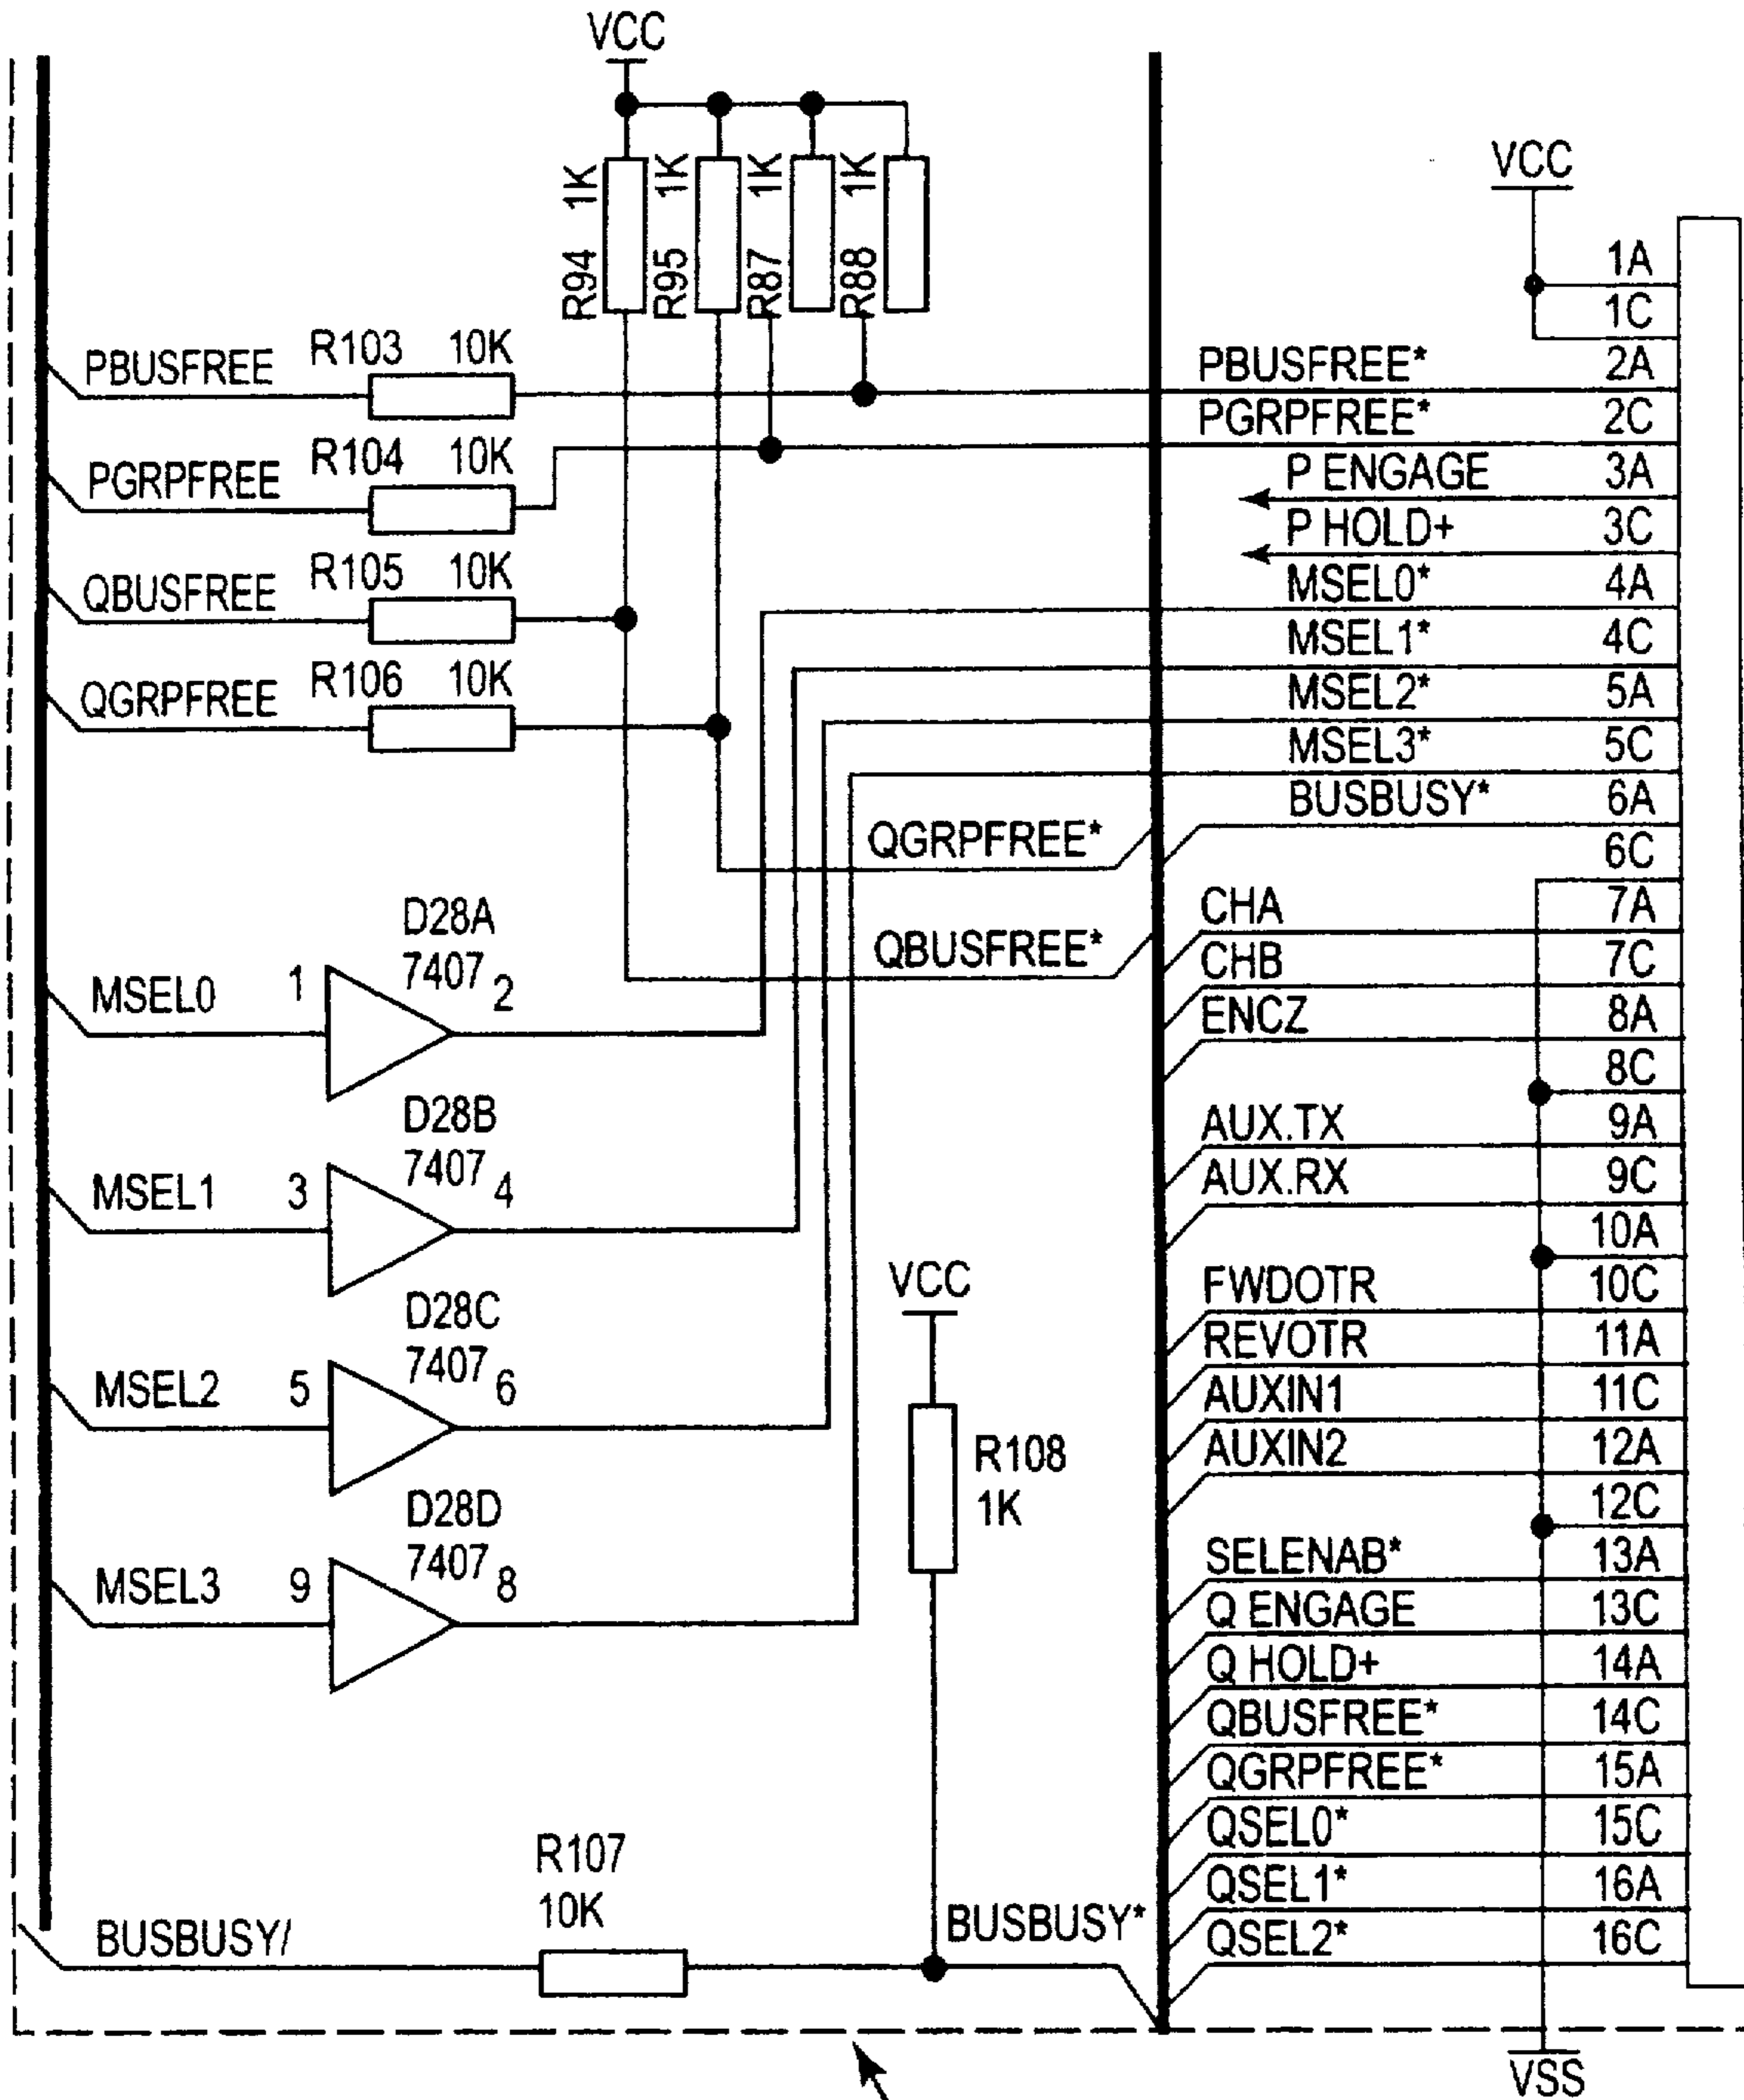 VCC
R94 1K
R95 1K
R87 1K
R88 1K
PBUSFREE R103 10K
PGRPFREE R104 10K
QBUSFREE R105 10K
QGRPFREE R106 10K
QGRPFREE*
QBUSFREE*
MSEL0 1 D28A 7407 2
MSEL1 3 D28B 7407 4
MSEL2 5 D28C 7407 6
MSEL3 9 D28D 7407 8
VCC
R108
1K
R107
10K
BUSBUSY/
BUSBUSY*
VCC
1A
1C
PBUSFREE* 2A
PGRPFREE* 2C
P ENGAGE 3A
P HOLD+ 3C
MSEL0* 4A
MSEL1* 4C
MSEL2* 5A
MSEL3* 5C
BUSBUSY* 6A
6C
CHA 7A
CHB 7C
ENCZ 8A
8C
AUX.TX 9A
AUX.RX 9C
10A
FWDOTR 10C
REVOTR 11A
AUXIN1 11C
AUXIN2 12A
12C
SELENAB* 13A
Q ENGAGE 13C
Q HOLD+ 14A
QBUSFREE* 14C
QGRPFREE* 15A
QSEL0* 15C
QSEL1* 16A
QSEL2* 16C
VSS